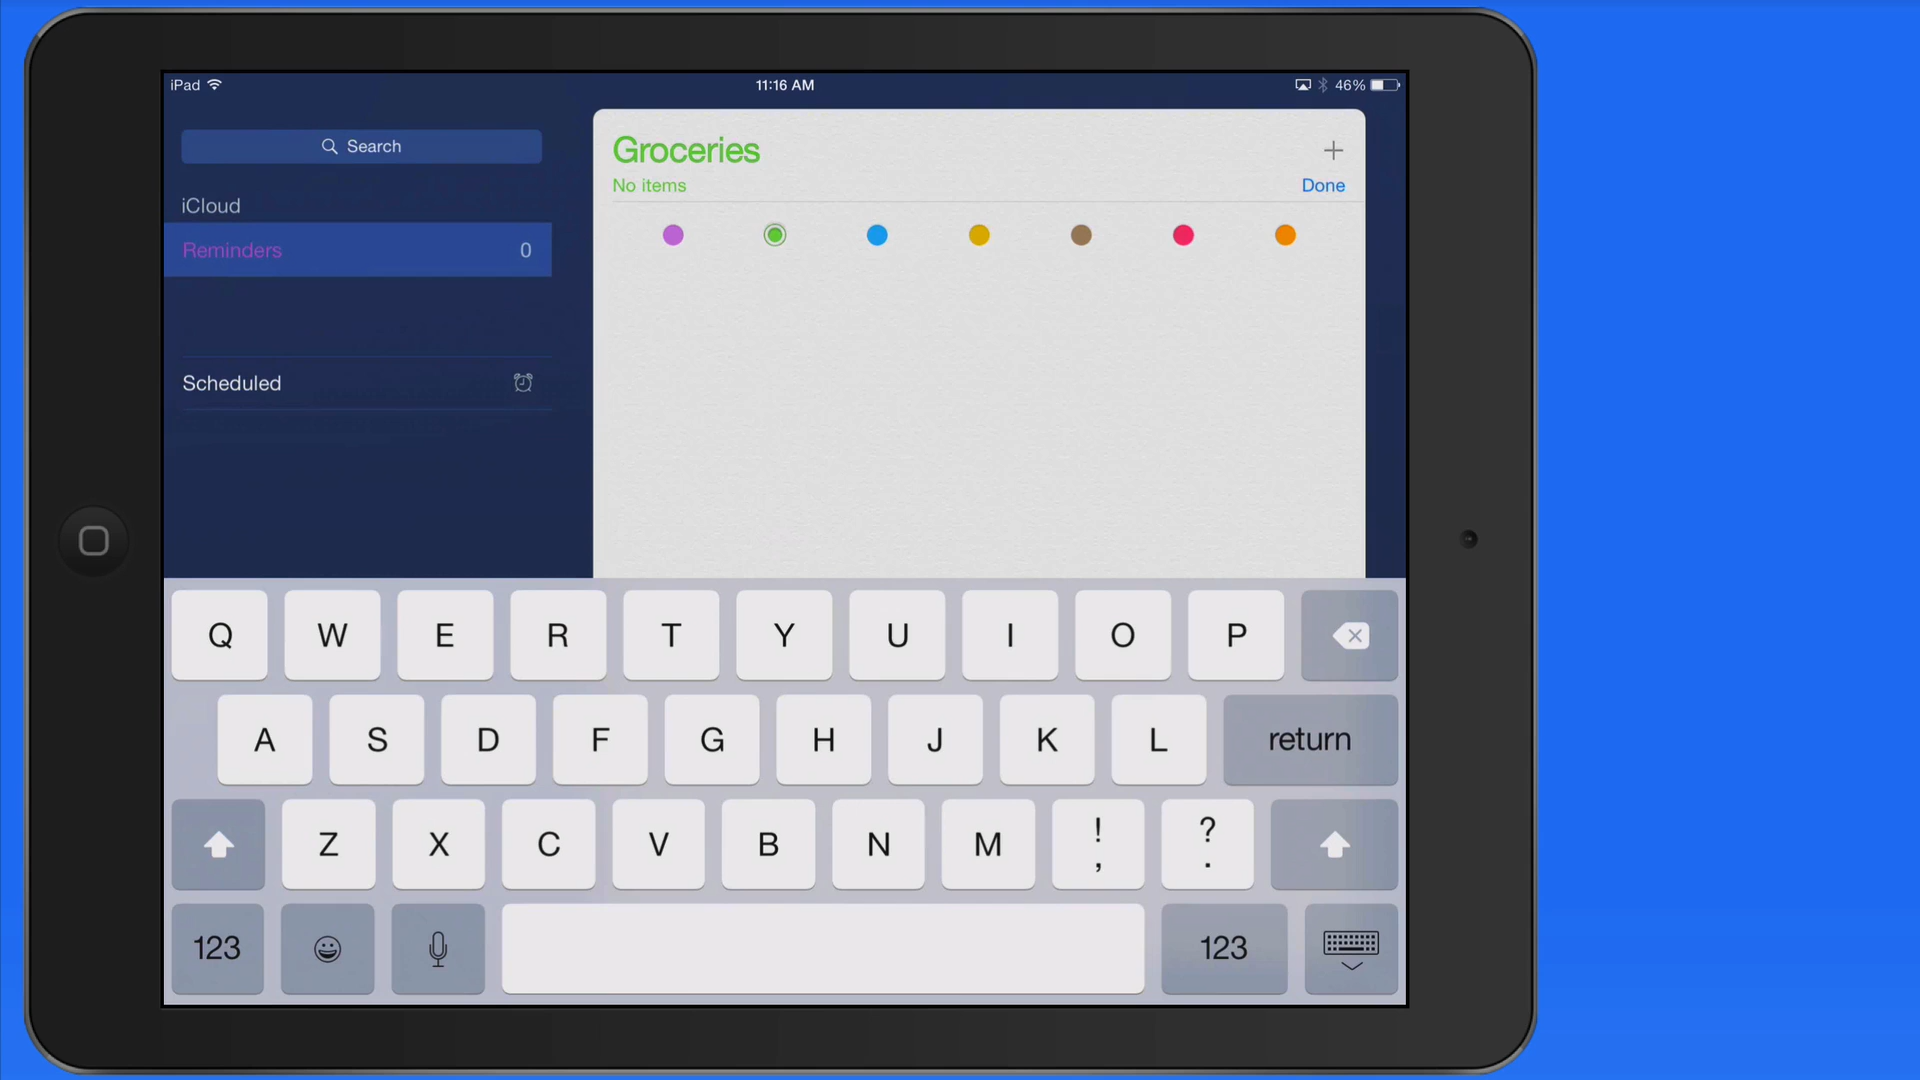 iPad
11:16 AM
46%
Search
iCloud
Reminders 0
Scheduled
Groceries
No items
Done
Q W E R T Y U I O P
A S D F G H J K L return
Z X C V B N M ! , ? .
123 123